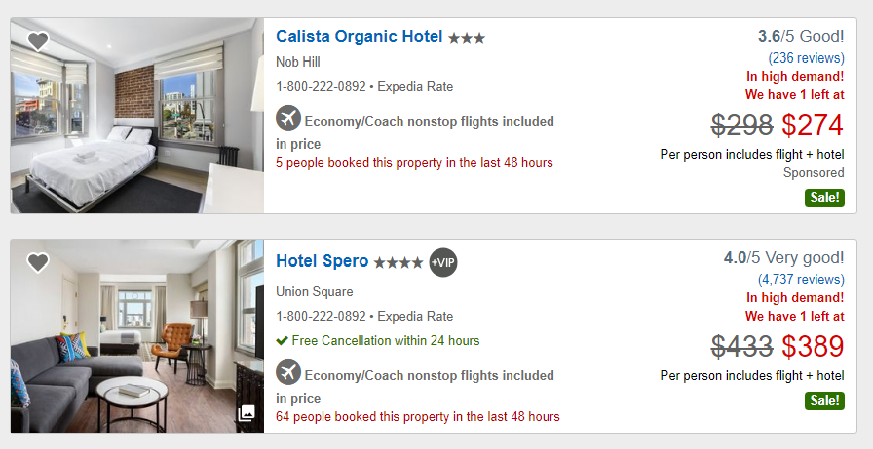 Calista Organic Hotel
3.6/5 Good!
Nob Hill
(236 reviews)
In high demand!
1-800-222-0892 • Expedia Rate
We have 1 left at
Economy/Coach nonstop flights included
in price
$298 $274
5 people booked this property in the last 48 hours
Per person includes flight + hotel
Sponsored
Sale!
Hotel Spero +VIP
4.0/5 Very good!
Union Square
(4,737 reviews)
In high demand!
1-800-222-0892 • Expedia Rate
We have 1 left at
Free Cancellation within 24 hours
$433 $389
Economy/Coach nonstop flights included
in price
Per person includes flight + hotel
64 people booked this property in the last 48 hours
Sale!